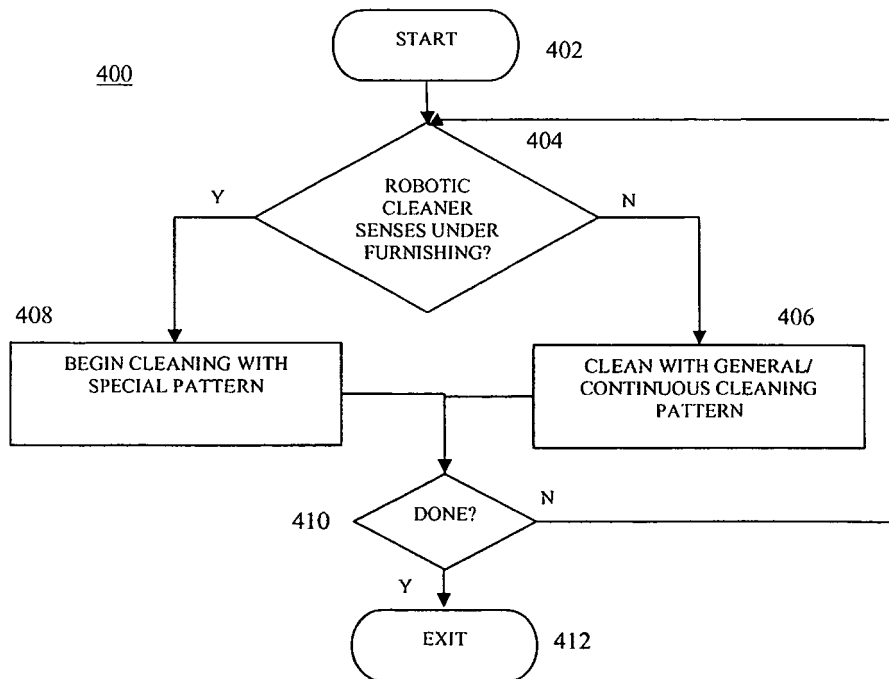 START
402
400
404
Y
ROBOTIC
CLEANER
SENSES UNDER
FURNISHING?
N
408
406
BEGIN CLEANING WITH
SPECIAL PATTERN
CLEAN WITH GENERAL/
CONTINUOUS CLEANING
PATTERN
410
DONE?
N
Y
EXIT
412